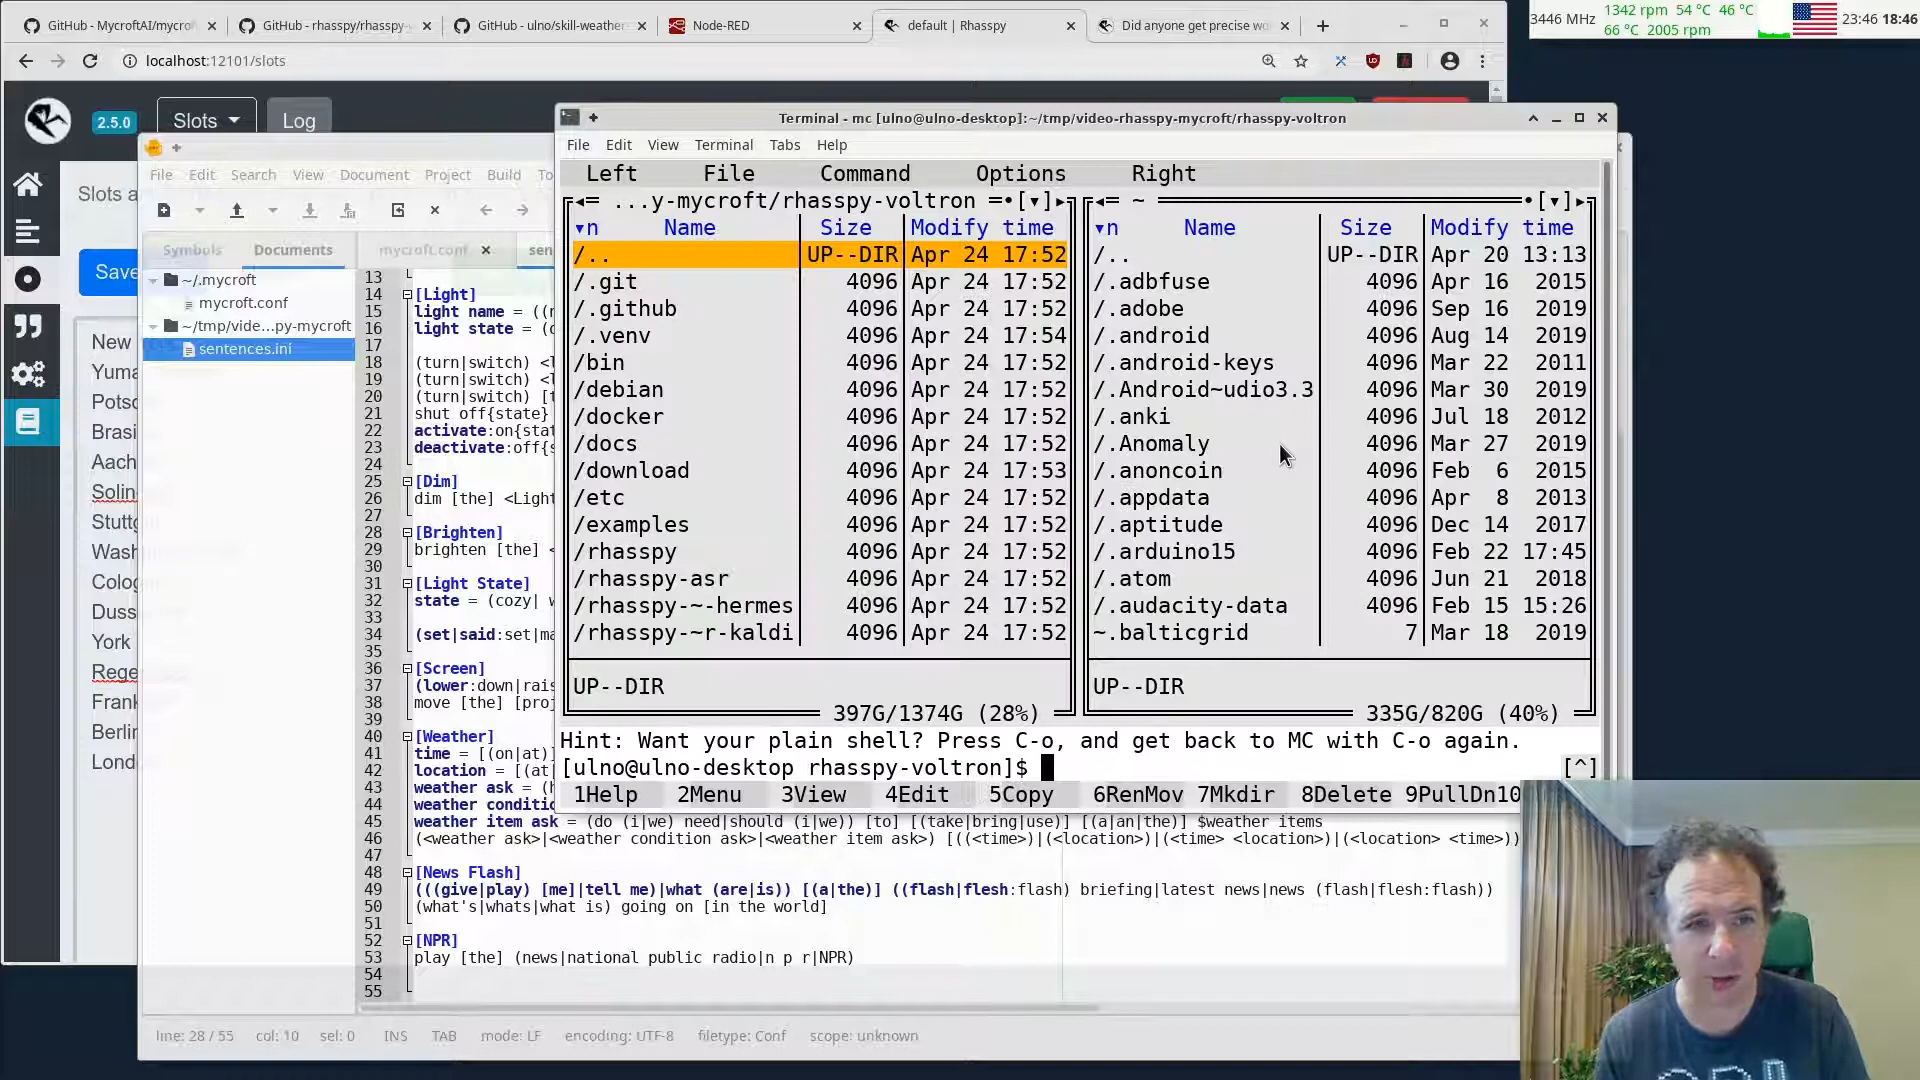 GitHub - MycroftAI/mycro
GitHub - rhasspy/rhasspy-
GitHub - ulno/skill-weather
Node-RED
default | Rhasspy
Did anyone get precise wo
3446 MHz
1342 rpm 54 °C 46 °C
66 °C 2005 rpm
23:46 18:46
localhost:12101/slots
2.5.0
Slots
Log
Slots a
Save
New
Yuma
Potso
Brasi
Aach
Solin
Stuttg
Wash
Colog
Duss
York
Rege
Frank
Berlin
Lond
File Edit Search View Document Project Build To
Symbols Documents
mycroft.conf
sen
~/.mycroft
mycroft.conf
~/tmp/vide...py-mycroft
sentences.ini
13
14 [Light]
15 light name = ((
16 light state = (
17
18 (turn|switch) <l
19 (turn|switch) <l
20 (turn|switch) [t
21 shut off{state}
22 activate:on{stat
23 deactivate:off{s
24
25 [Dim]
26 dim [the] <Light
27
28 [Brighten]
29 brighten [the] <
30
31 [Light State]
32 state = (cozy| w
33
34 (set|said:set|ma
35
36 [Screen]
37 (lower:down|rais
38 move [the] [proj
39
40 [Weather]
41 time = [(on|at)]
42 location = [(at|
43 weather ask = (h
44 weather conditio
45 weather item ask = (do (i|we) need|should (i|we)) [to] [(take|bring|use)] [(a|an|the)] $weather items
46 (<weather ask>|<weather condition ask>|<weather item ask>) [((<time>)|(<location>)|(<time> <location>)|(<location> <time>))
47
48 [News Flash]
49 (((give|play) [me]|tell me)|what (are|is)) [(a|the)] ((flash|flesh:flash) briefing|latest news|news (flash|flesh:flash))
50 (what's|whats|what is) going on [in the world]
51
52 [NPR]
53 play [the] (news|national public radio|n p r|NPR)
54
55
line: 28 / 55 col: 10 sel: 0 INS TAB mode: LF encoding: UTF-8 filetype: Conf scope: unknown
Terminal - mc [ulno@ulno-desktop]:~/tmp/video-rhasspy-mycroft/rhasspy-voltron
File Edit View Terminal Tabs Help
Left File Command Options Right
...y-mycroft/rhasspy-voltron
n Name Size Modify time
/.. UP--DIR Apr 24 17:52
/.git 4096 Apr 24 17:52
/.github 4096 Apr 24 17:52
/.venv 4096 Apr 24 17:54
/bin 4096 Apr 24 17:52
/debian 4096 Apr 24 17:52
/docker 4096 Apr 24 17:52
/docs 4096 Apr 24 17:52
/download 4096 Apr 24 17:53
/etc 4096 Apr 24 17:52
/examples 4096 Apr 24 17:52
/rhasspy 4096 Apr 24 17:52
/rhasspy-asr 4096 Apr 24 17:52
/rhasspy-~-hermes 4096 Apr 24 17:52
/rhasspy-~r-kaldi 4096 Apr 24 17:52
UP--DIR
397G/1374G (28%)
~
n Name Size Modify time
/.. UP--DIR Apr 20 13:13
/.adbfuse 4096 Apr 16 2015
/.adobe 4096 Sep 16 2019
/.android 4096 Aug 14 2019
/.android-keys 4096 Mar 22 2011
/.Android~udio3.3 4096 Mar 30 2019
/.anki 4096 Jul 18 2012
/.Anomaly 4096 Mar 27 2019
/.anoncoin 4096 Feb 6 2015
/.appdata 4096 Apr 8 2013
/.aptitude 4096 Dec 14 2017
/.arduino15 4096 Feb 22 17:45
/.atom 4096 Jun 21 2018
/.audacity-data 4096 Feb 15 15:26
~.balticgrid 7 Mar 18 2019
UP--DIR
335G/820G (40%)
Hint: Want your plain shell? Press C-o, and get back to MC with C-o again.
[ulno@ulno-desktop rhasspy-voltron]$
[^]
1Help 2Menu 3View 4Edit 5Copy 6RenMov 7Mkdir 8Delete 9PullDn10